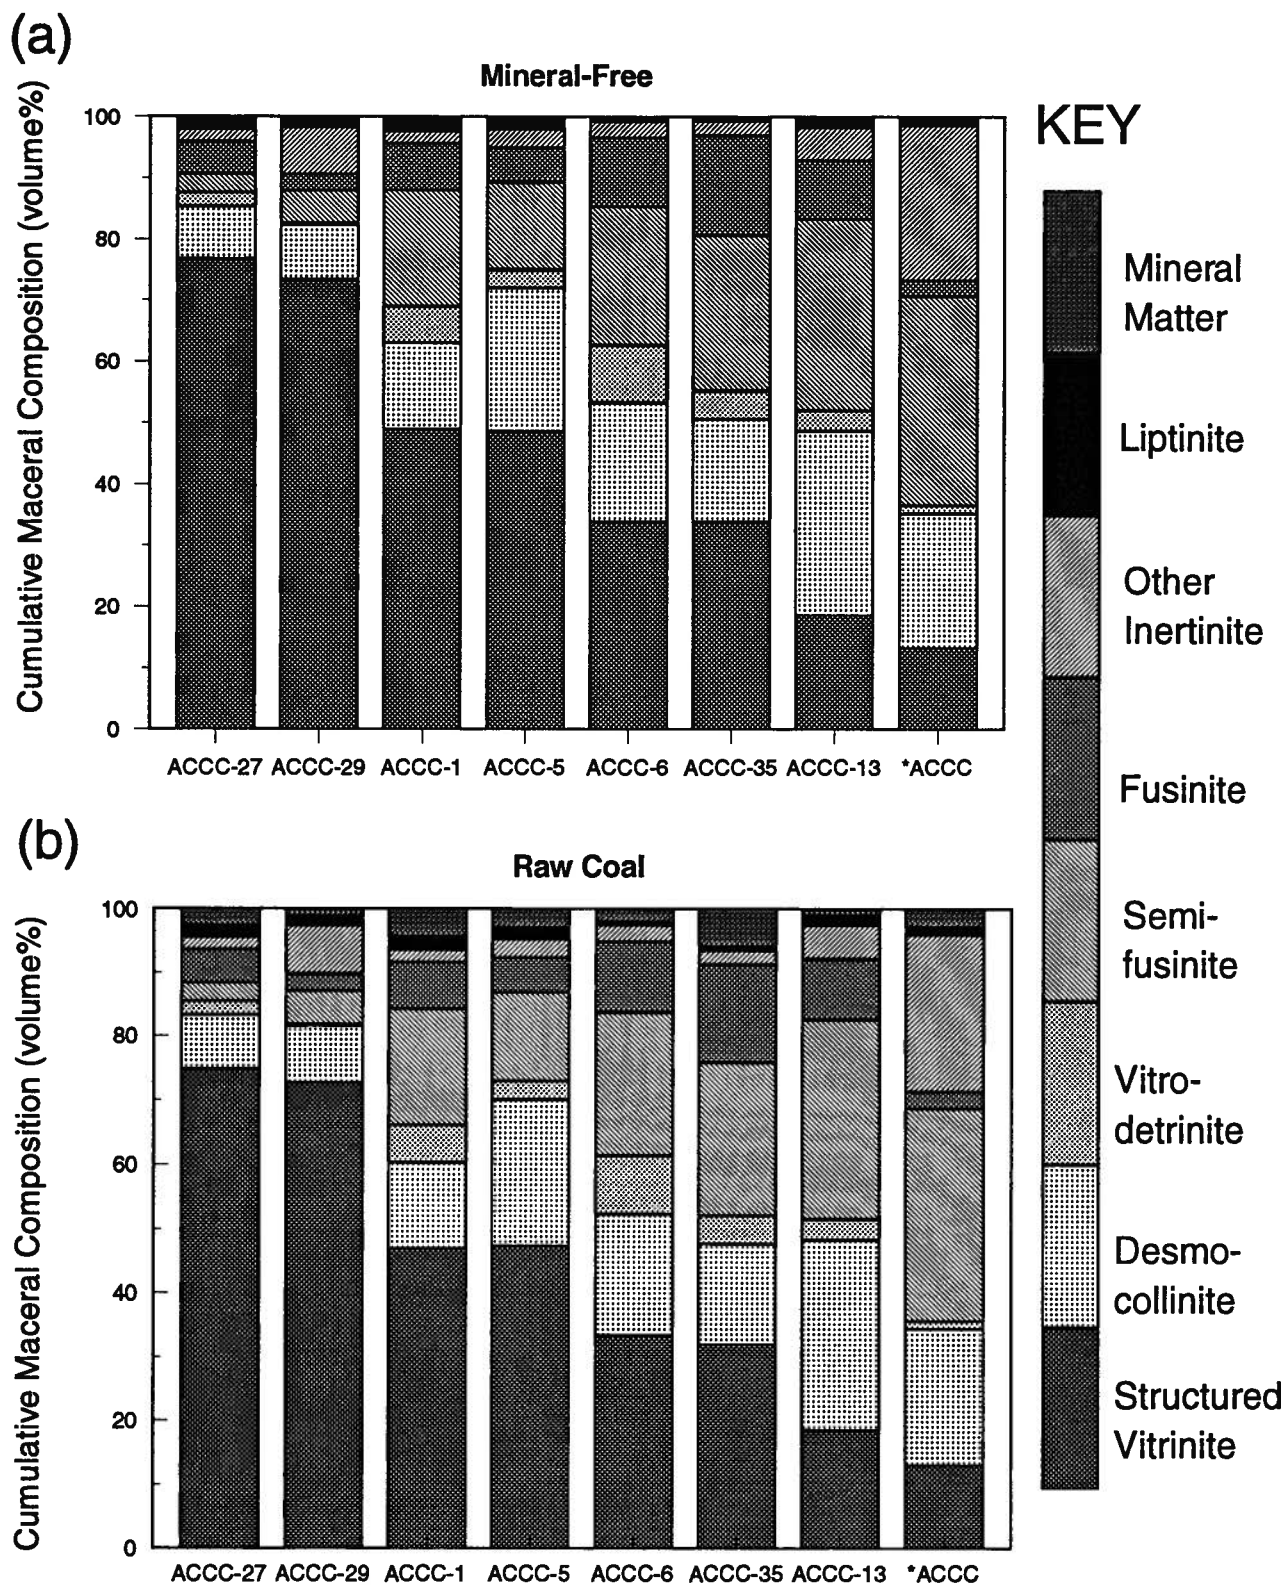 (a)
Mineral-Free
Cumulative Maceral Composition (volume%)
100
80
60
40
20
0
ACCC-27 ACCC-29 ACCC-1 ACCC-5 ACCC-6 ACCC-35 ACCC-13 *ACCC
KEY
Mineral
Matter
Liptinite
Other
Inertinite
Fusinite
Semi-
fusinite
Vitro-
detrinite
Desmo-
collinite
Structured
Vitrinite
(b)
Raw Coal
Cumulative Maceral Composition (volume%)
100
80
60
40
20
0
ACCC-27 ACCC-29 ACCC-1 ACCC-5 ACCC-6 ACCC-35 ACCC-13 *ACCC